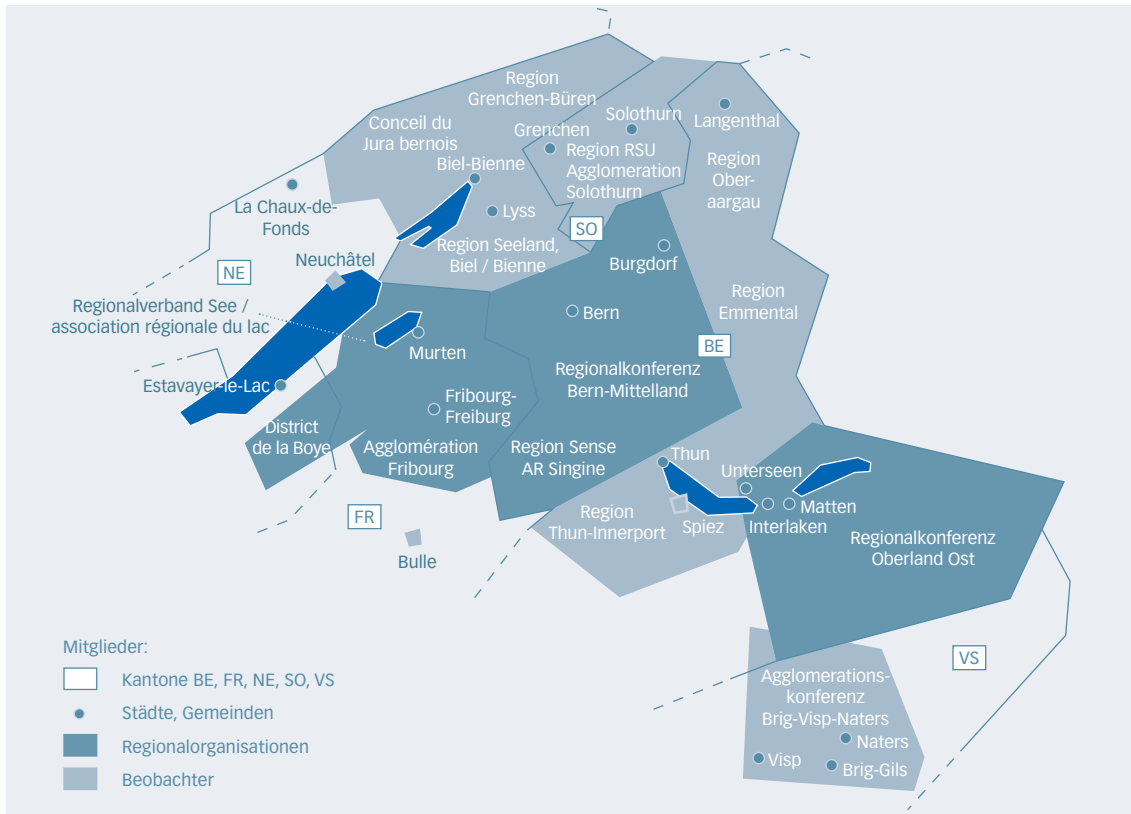 Region
Grenchen-Büren
Conceil du
Jura bernois
Solothurn
Langenthal
Grenchen
Region RSU
Agglomeration
Solothurn
Region
Ober-
aargau
Biel-Bienne
La Chaux-de-
Fonds
Lyss
SO
Region Seeland,
Biel / Bienne
Burgdorf
Neuchâtel
NE
Region
Emmental
Regionalverband See /
association régionale du lac
Bern
Murten
BE
Regionalkonferenz
Bern-Mittelland
Estavayer-le-Lac
Fribourg-
Freiburg
District
de la Boye
Agglomération
Fribourg
Region Sense
AR Singine
Thun
Unterseen
FR
Region
Thun-Innerport
Spiez
Matten
Interlaken
Regionalkonferenz
Oberland Ost
Bulle
Mitglieder:
Kantone BE, FR, NE, SO, VS
Städte, Gemeinden
Regionalorganisationen
Beobachter
VS
Agglomerations-
konferenz
Brig-Visp-Naters
Naters
Visp
Brig-Gils